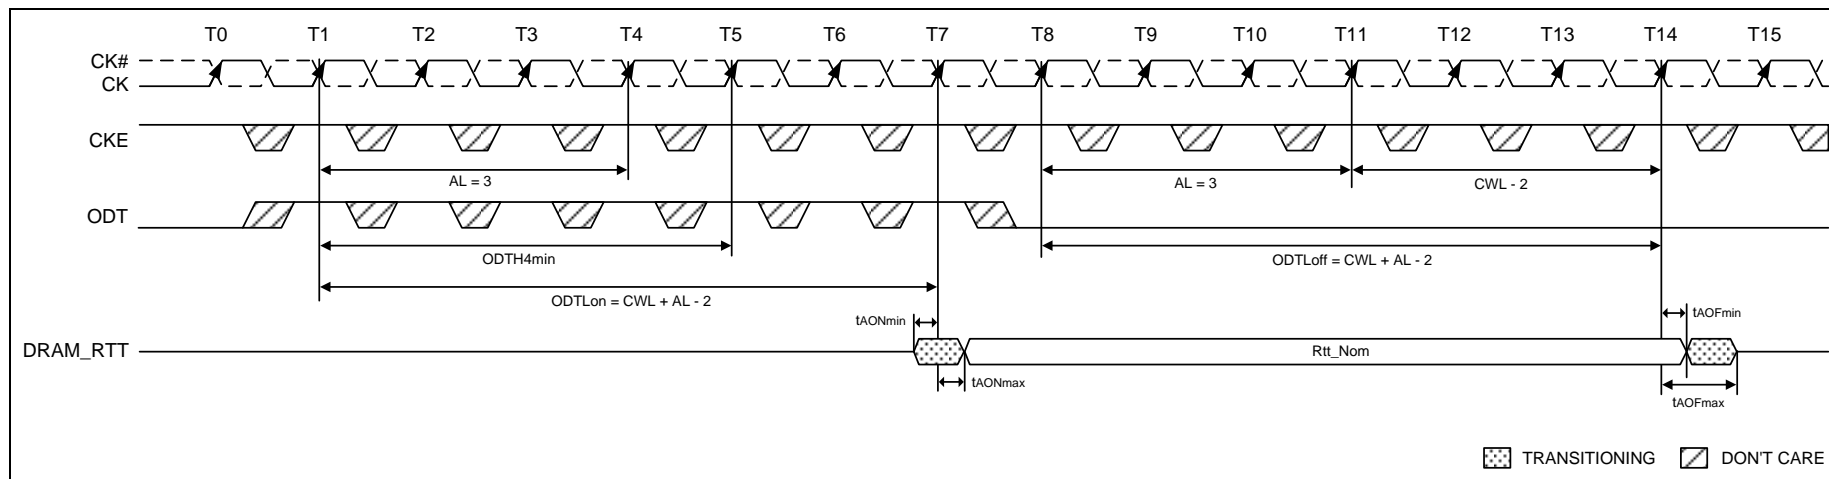 T0 T1 T2 T3 T4 T5 T6 T7 T8 T9 T10 T11 T12 T13 T14 T15
CK#
CK
CKE
AL = 3 AL = 3 CWL - 2
ODT
ODTH4min ODTLoff = CWL + AL - 2
ODTLon = CWL + AL - 2
tAONmin tAOFmin
DRAM_RTT Rtt_Nom
tAONmax
tAOFmax
TRANSITIONING DON'T CARE